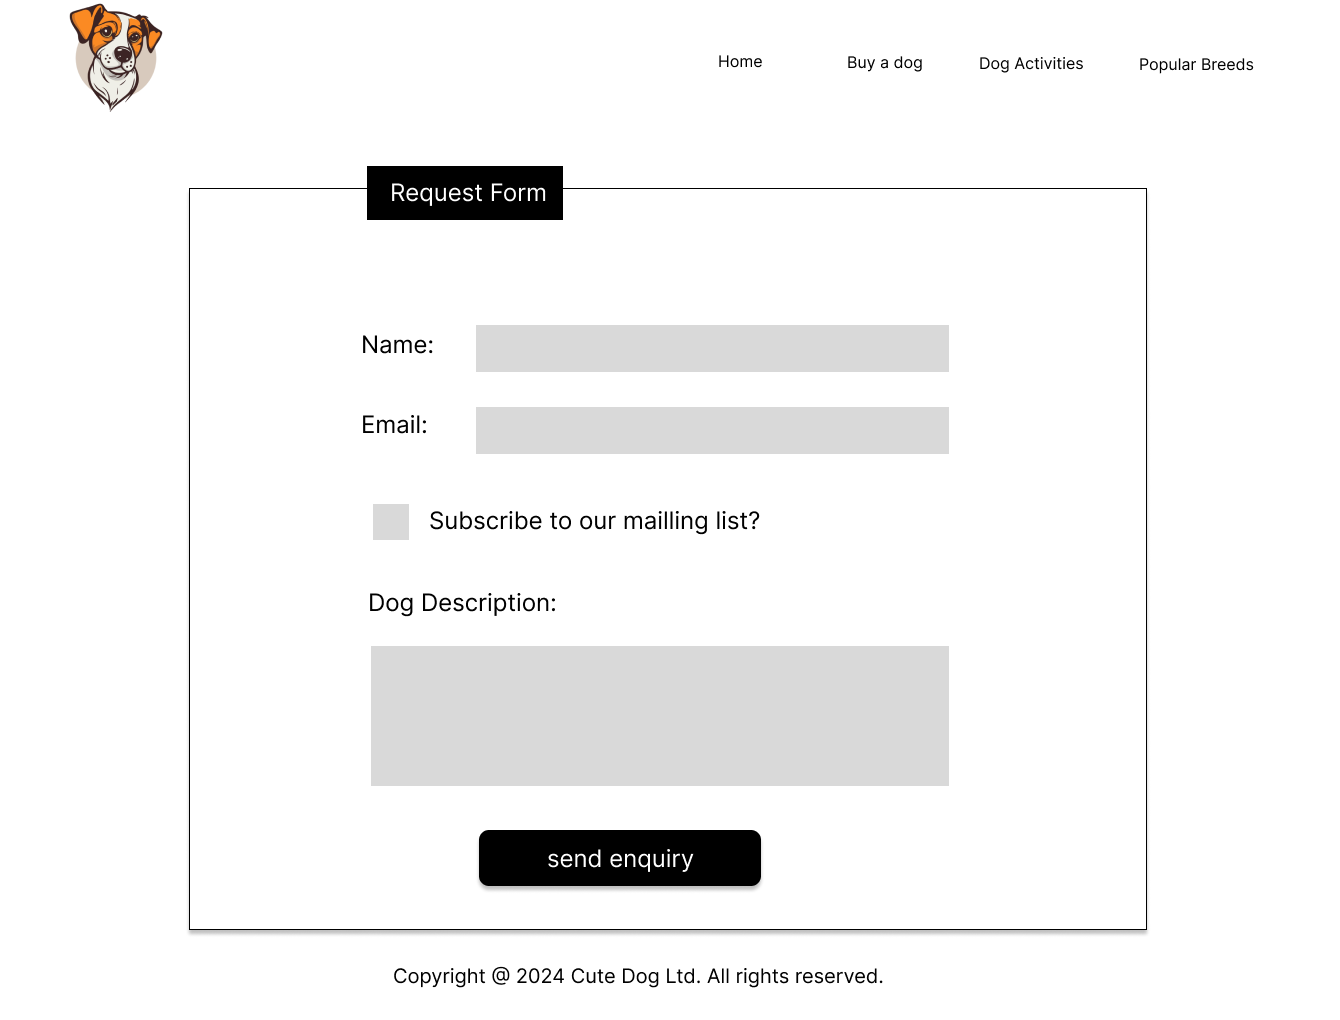 Home
Buy a dog
Dog Activities
Popular Breeds
Request Form
Name:
Email:
Subscribe to our mailling list?
Dog Description:
send enquiry
Copyright @ 2024 Cute Dog Ltd. All rights reserved.